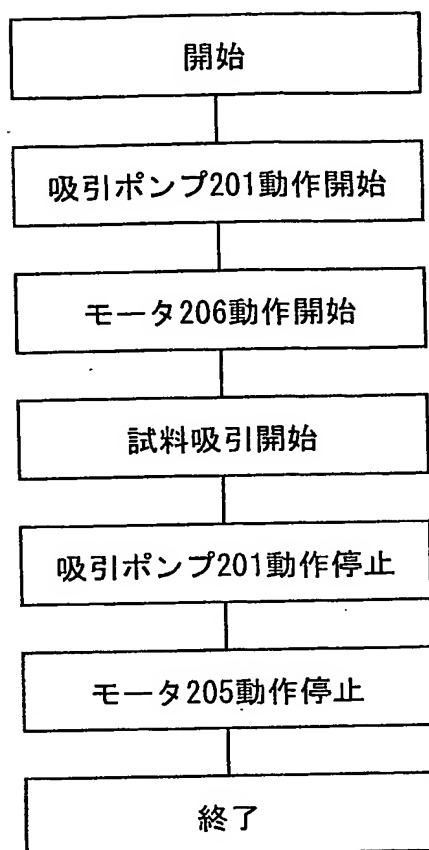 開始
吸引ポンプ201動作開始
モータ206動作開始
試料吸引開始
吸引ポンプ201動作停止
モータ205動作停止
終了